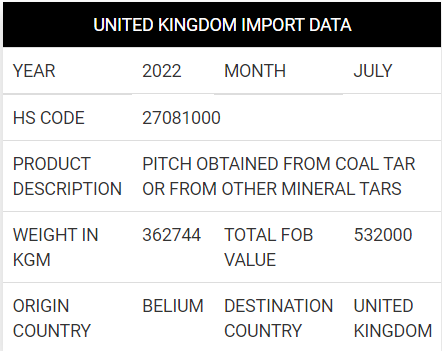 UNITED KINGDOM IMPORT DATA
YEAR 2022 MONTH JULY
HS CODE 27081000
PRODUCT DESCRIPTION PITCH OBTAINED FROM COAL TAR OR FROM OTHER MINERAL TARS
WEIGHT IN KGM 362744 TOTAL FOB VALUE 532000
ORIGIN COUNTRY BELIUM DESTINATION COUNTRY UNITED KINGDOM